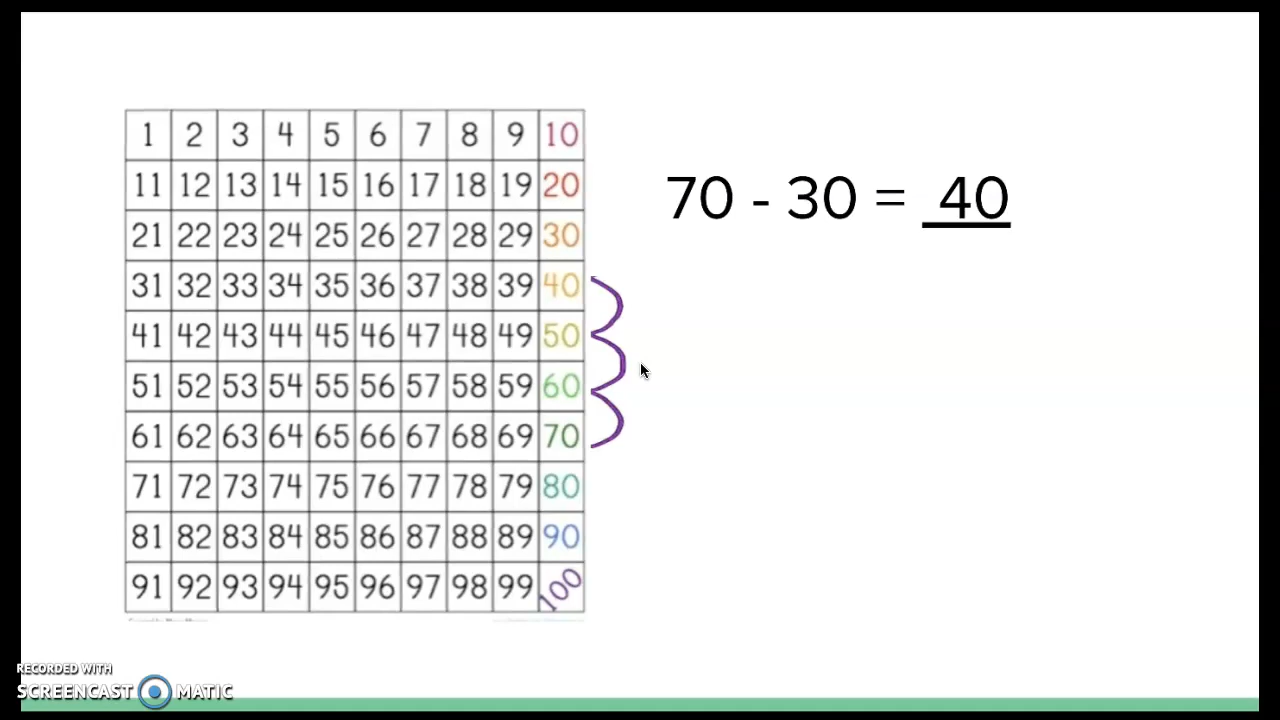 1 2 3 4 5 6 7 8 9 10
11 12 13 14 15 16 17 18 19 20
21 22 23 24 25 26 27 28 29 30
31 32 33 34 35 36 37 38 39 40
41 42 43 44 45 46 47 48 49 50
51 52 53 54 55 56 57 58 59 60
61 62 63 64 65 66 67 68 69 70
71 72 73 74 75 76 77 78 79 80
81 82 83 84 85 86 87 88 89 90
91 92 93 94 95 96 97 98 99 100
70 - 30 = 40
RECORDED WITH
SCREENCAST MATIC